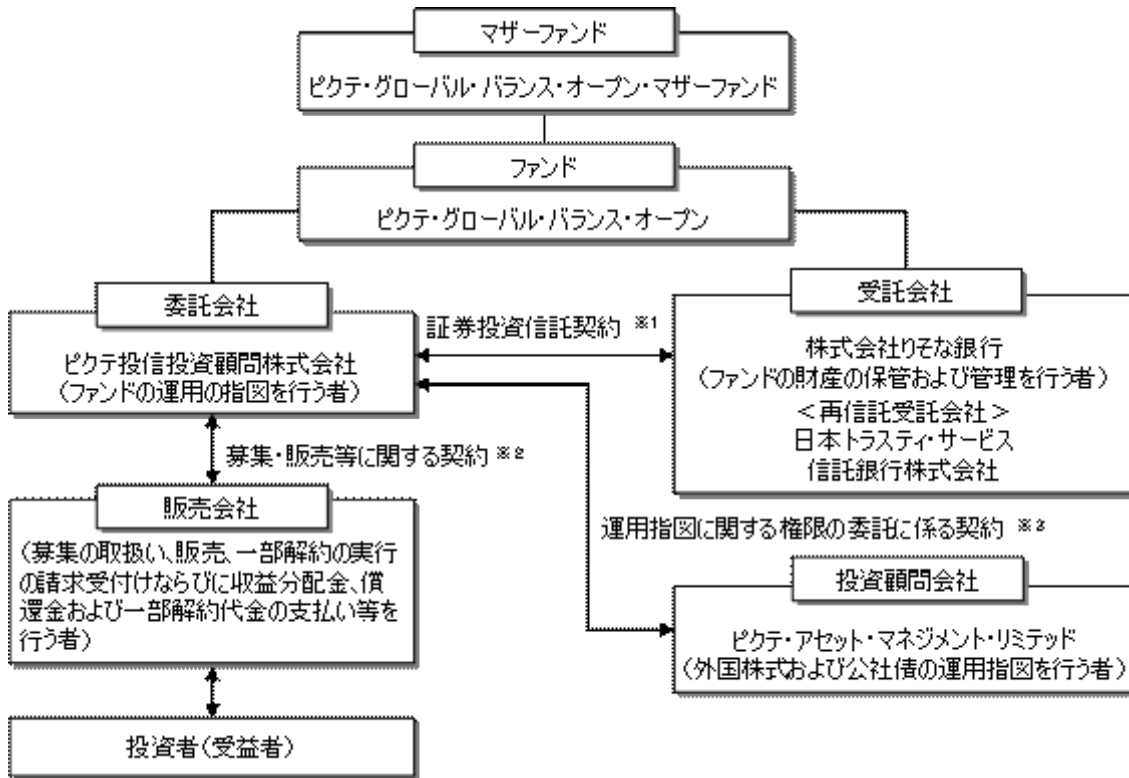 マザーファンド
ピクテ・グローバル・バランス・オープン・マザーファンド
ファンド
ピクテ・グローバル・バランス・オープン
委託会社
ピクテ投信投資顧問株式会社
(ファンドの運用の指図を行う者)
証券投資信託契約 ※1
受託会社
株式会社りそな銀行
(ファンドの財産の保管および管理を行う者)
<再信託受託会社>
日本トラスティ・サービス
信託銀行株式会社
募集・販売等に関する契約 ※2
販売会社
(募集の取扱い、販売、一部解約の実行
の請求受付けならびに収益分配金、償
還金および一部解約代金の支払い等を
行う者)
運用指図に関する権限の委託に係る契約 ※3
投資顧問会社
ピクテ・アセット・マネジメント・リミテッド
(外国株式および公社債の運用指図を行う者)
投資者(受益者)